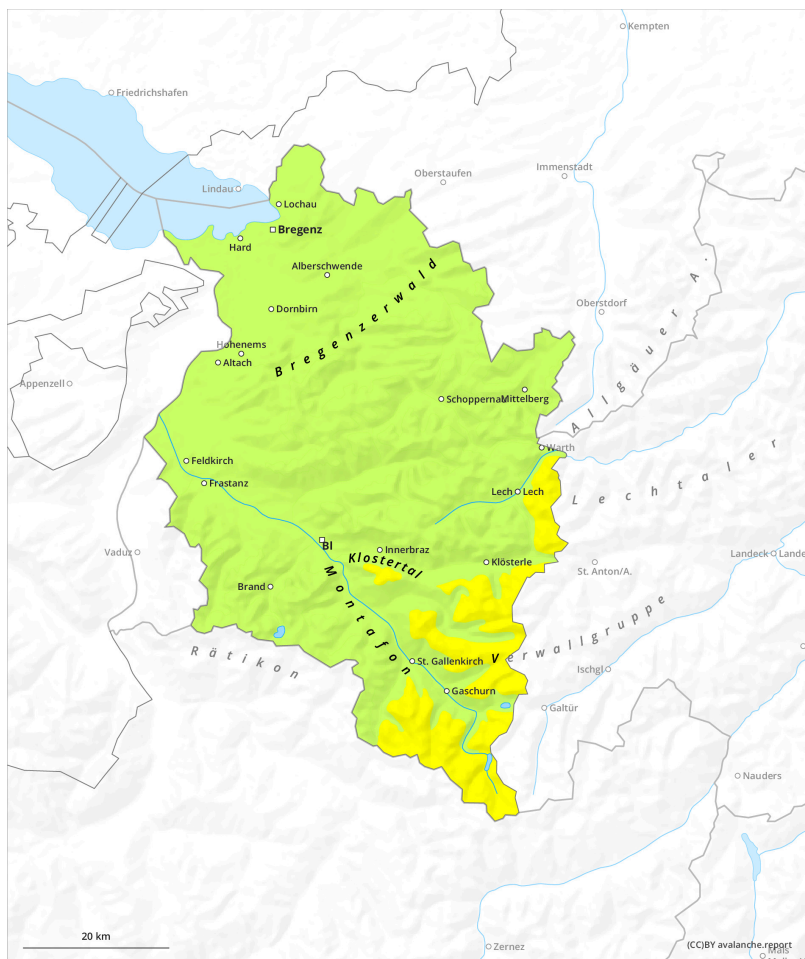 Kempten
Friedrichshafen
Oberstaufen
Immenstadt
Lindau
Lochau
Bregenz
Hard
Alberschwende
Bregenzerwald
Dornbirn
Oberstdorf
Allgäuer A.
Hohenems
Altach
Appenzell
Schoppernau
Mittelberg
Warth
Feldkirch
Frastanz
Lech
Lech
Lechtaler
Vaduz
Bl
Innerbraz
Klostertal
Klösterle
St. Anton/A.
Landeck
Lande
Brand
Montafon
Rätikon
St. Gallenkirch
Verwallgruppe
Ischgl
Gaschurn
Galtür
Nauders
20 km
Zernez
(CC)BY avalanche.report
Mals